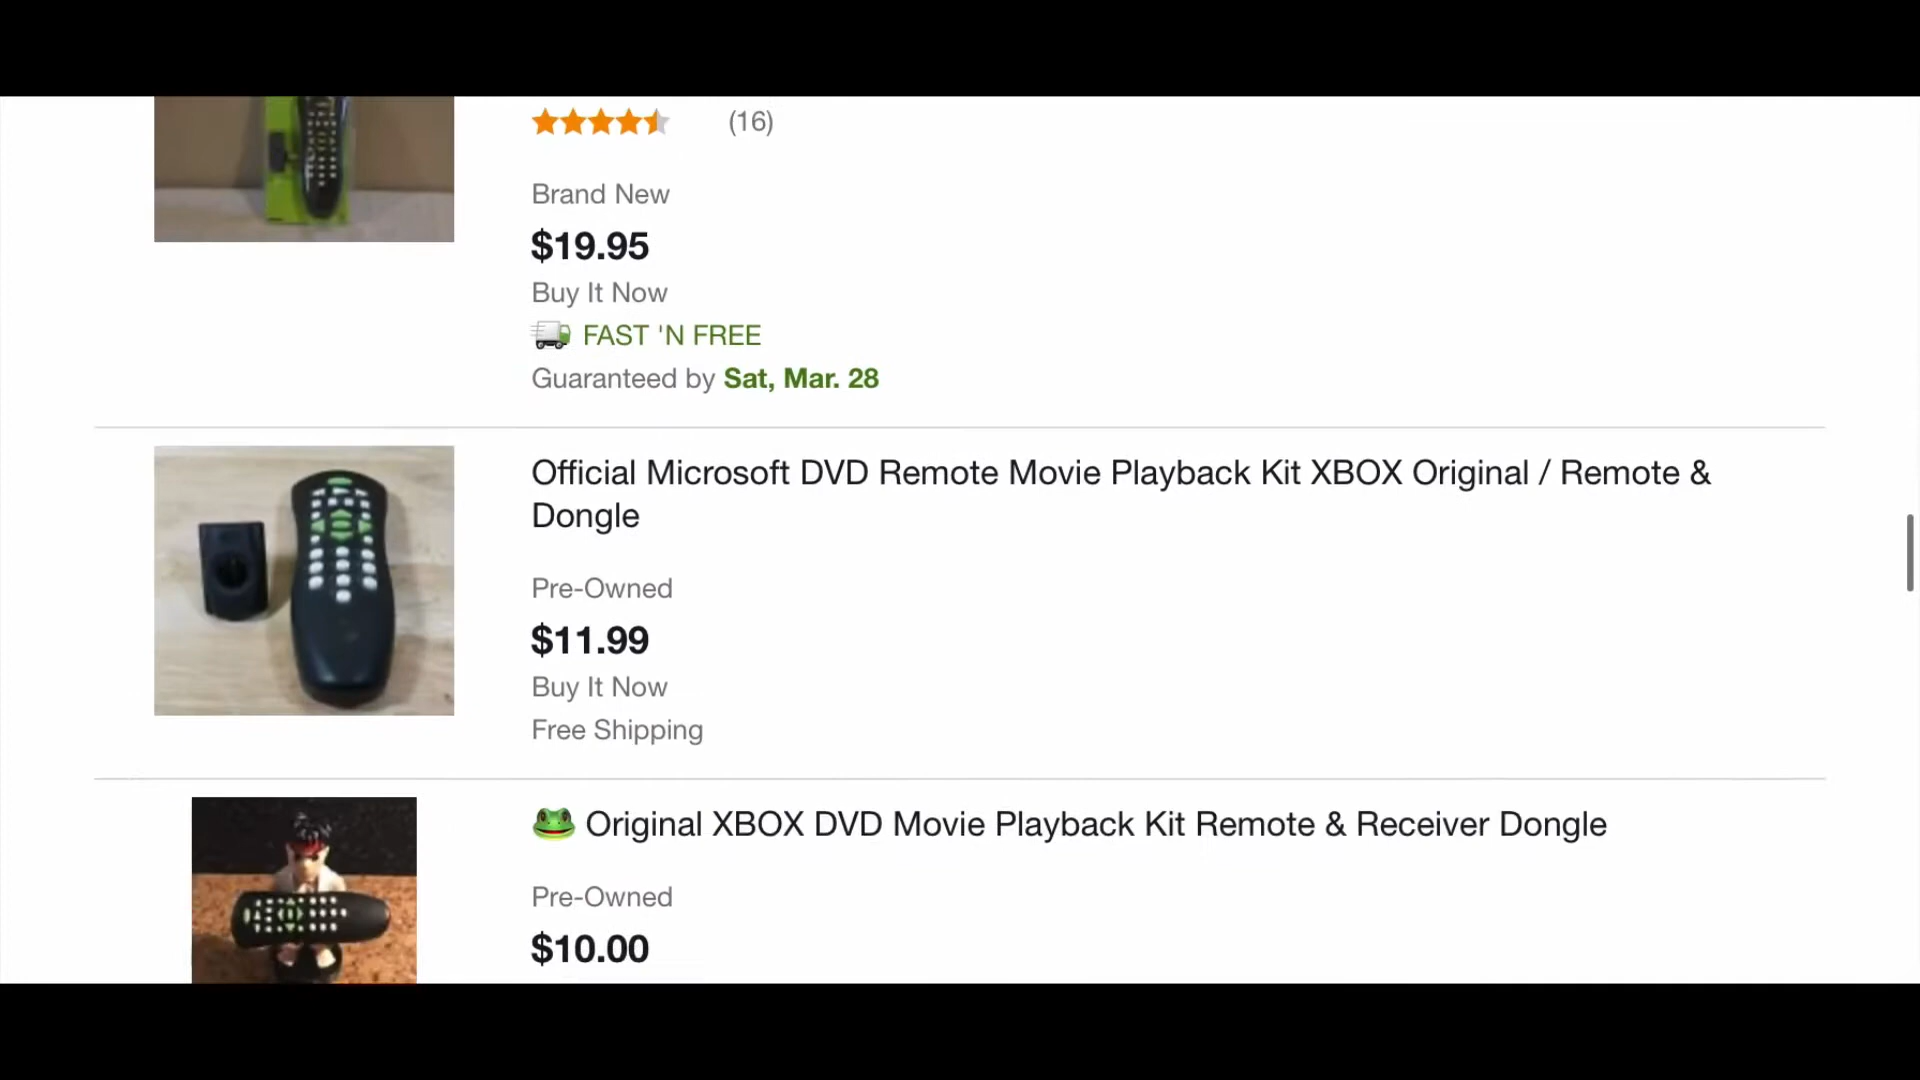 (16)
Brand New
$19.95
Buy It Now
FAST 'N FREE
Guaranteed by Sat, Mar. 28
Official Microsoft DVD Remote Movie Playback Kit XBOX Original / Remote &
Dongle
Pre-Owned
$11.99
Buy It Now
Free Shipping
🐸 Original XBOX DVD Movie Playback Kit Remote & Receiver Dongle
Pre-Owned
$10.00